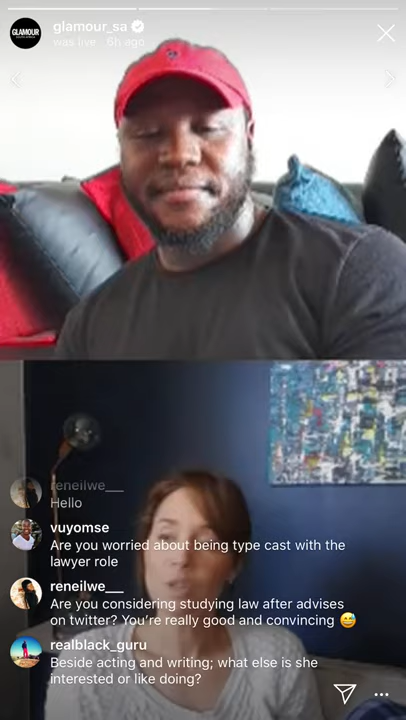 GLAMOUR
glamour_sa
was live · 6h ago
reneilwe___
Hello
vuyomse
Are you worried about being type cast with the
lawyer role
reneilwe___
Are you considering studying law after advises
on twitter? You're really good and convincing 😅
realblack_guru
Beside acting and writing; what else is she
interested or like doing?